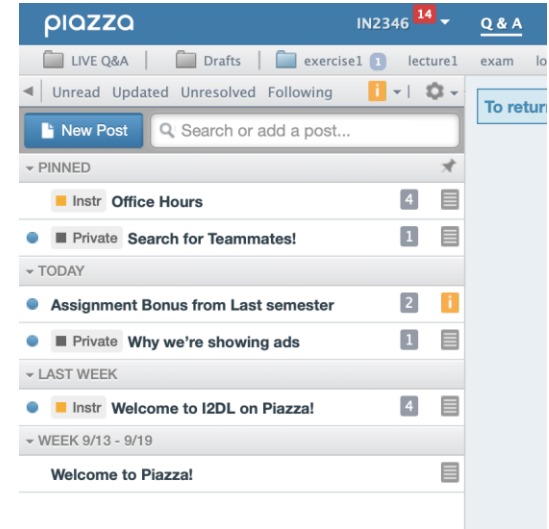 piazza IN2346 14 Q & A
LIVE Q&A Drafts exercise1 1 lecture1 exam
Unread Updated Unresolved Following i
To return
New Post Search or add a post...
PINNED
Instr Office Hours 4
Private Search for Teammates! 1
TODAY
Assignment Bonus from Last semester 2 i
Private Why we're showing ads 1
LAST WEEK
Instr Welcome to I2DL on Piazza! 4
WEEK 9/13 - 9/19
Welcome to Piazza!